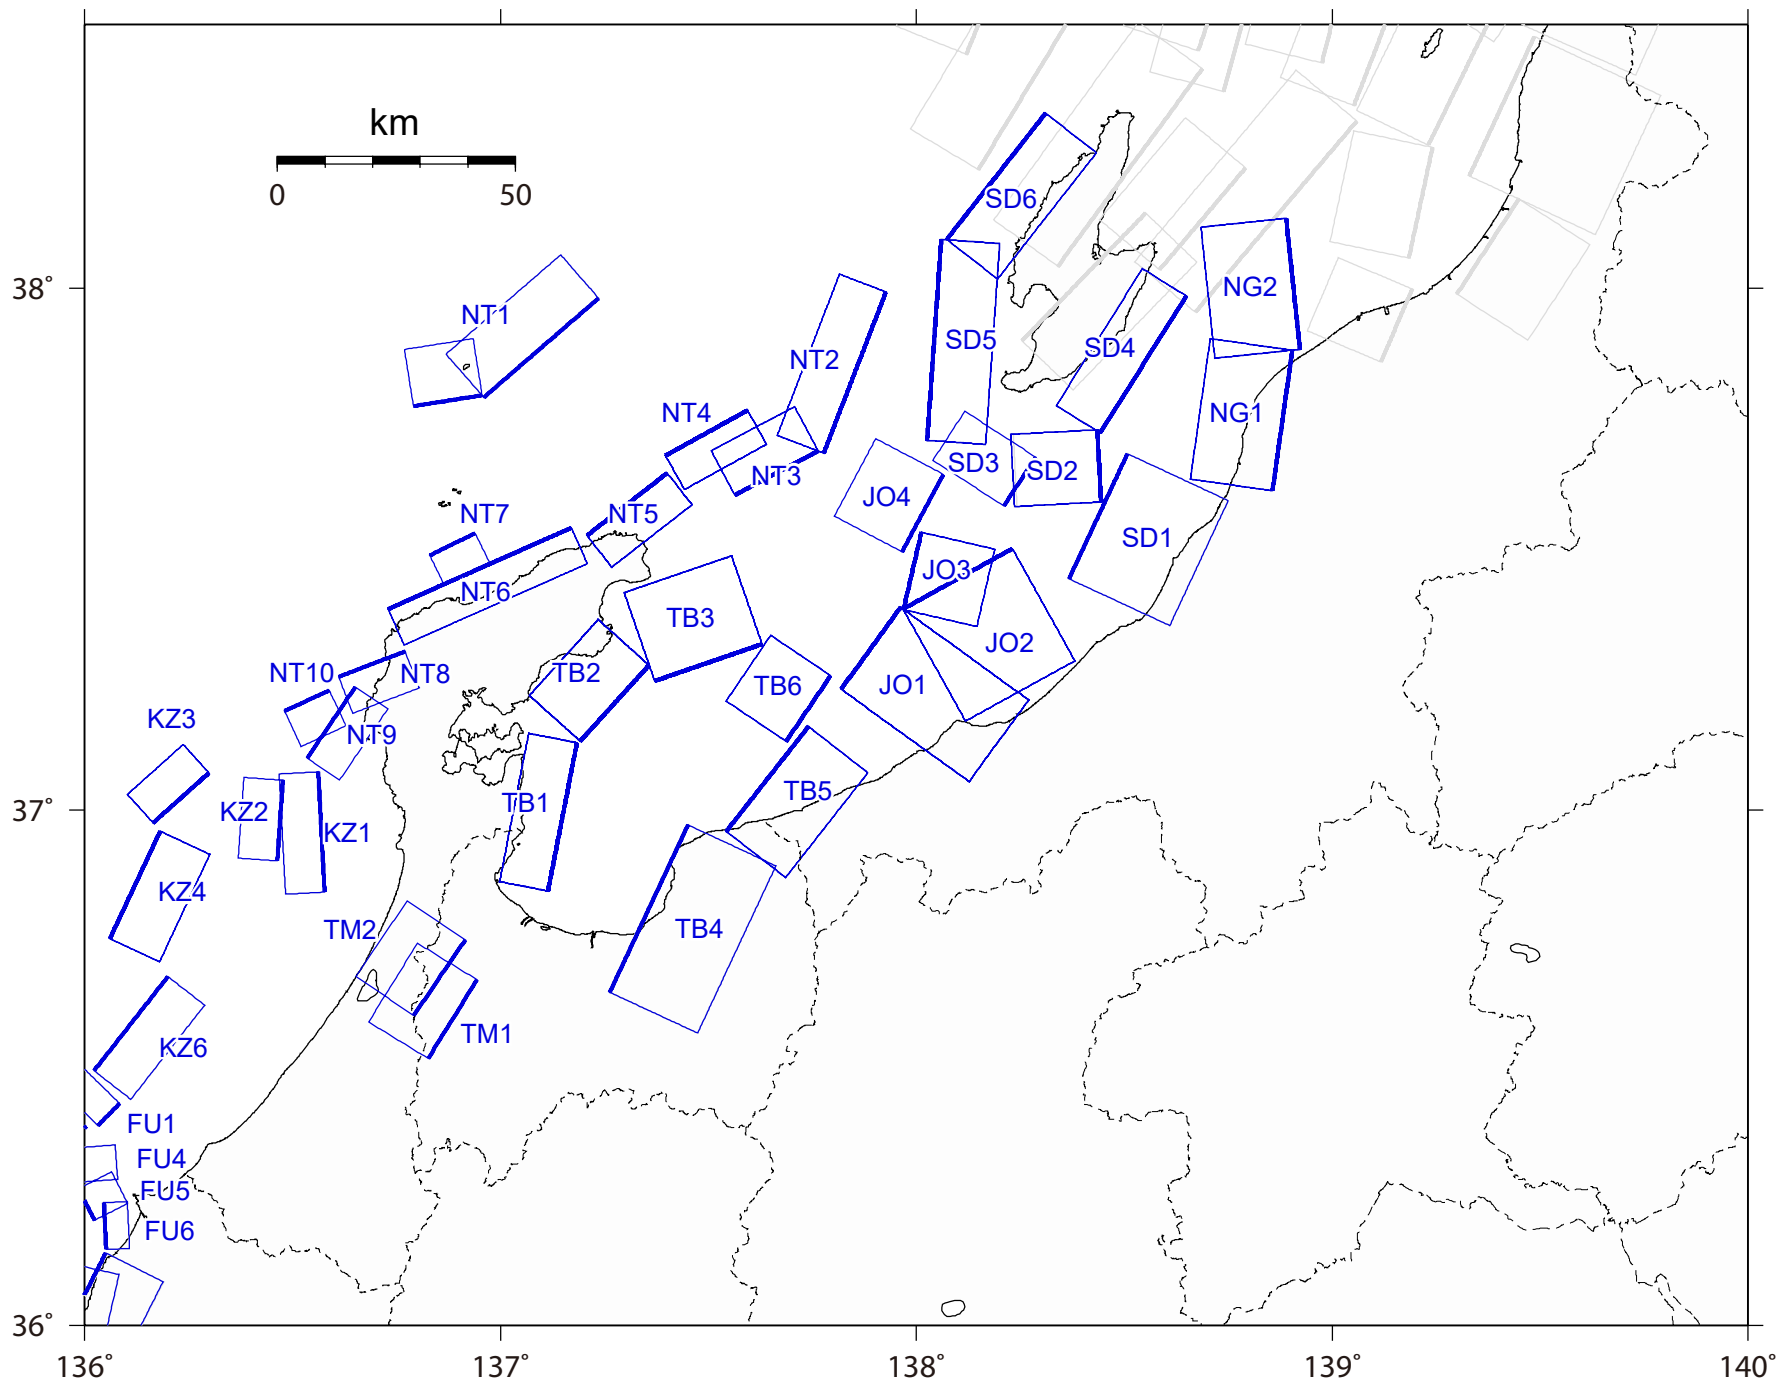 km
0 50
38°
37°
36°
136° 137° 138° 139° 140°
SD6
NT1
NG2
SD5
SD4
NT2
NT4
NG1
NT3
SD3
SD2
JO4
NT7
NT5
SD1
JO3
NT6
TB3
JO2
NT10
NT8
TB2
TB6
JO1
KZ3
NT9
TB5
TB1
KZ2
KZ1
KZ4
TM2
TB4
TM1
KZ6
FU1
FU4
FU5
FU6